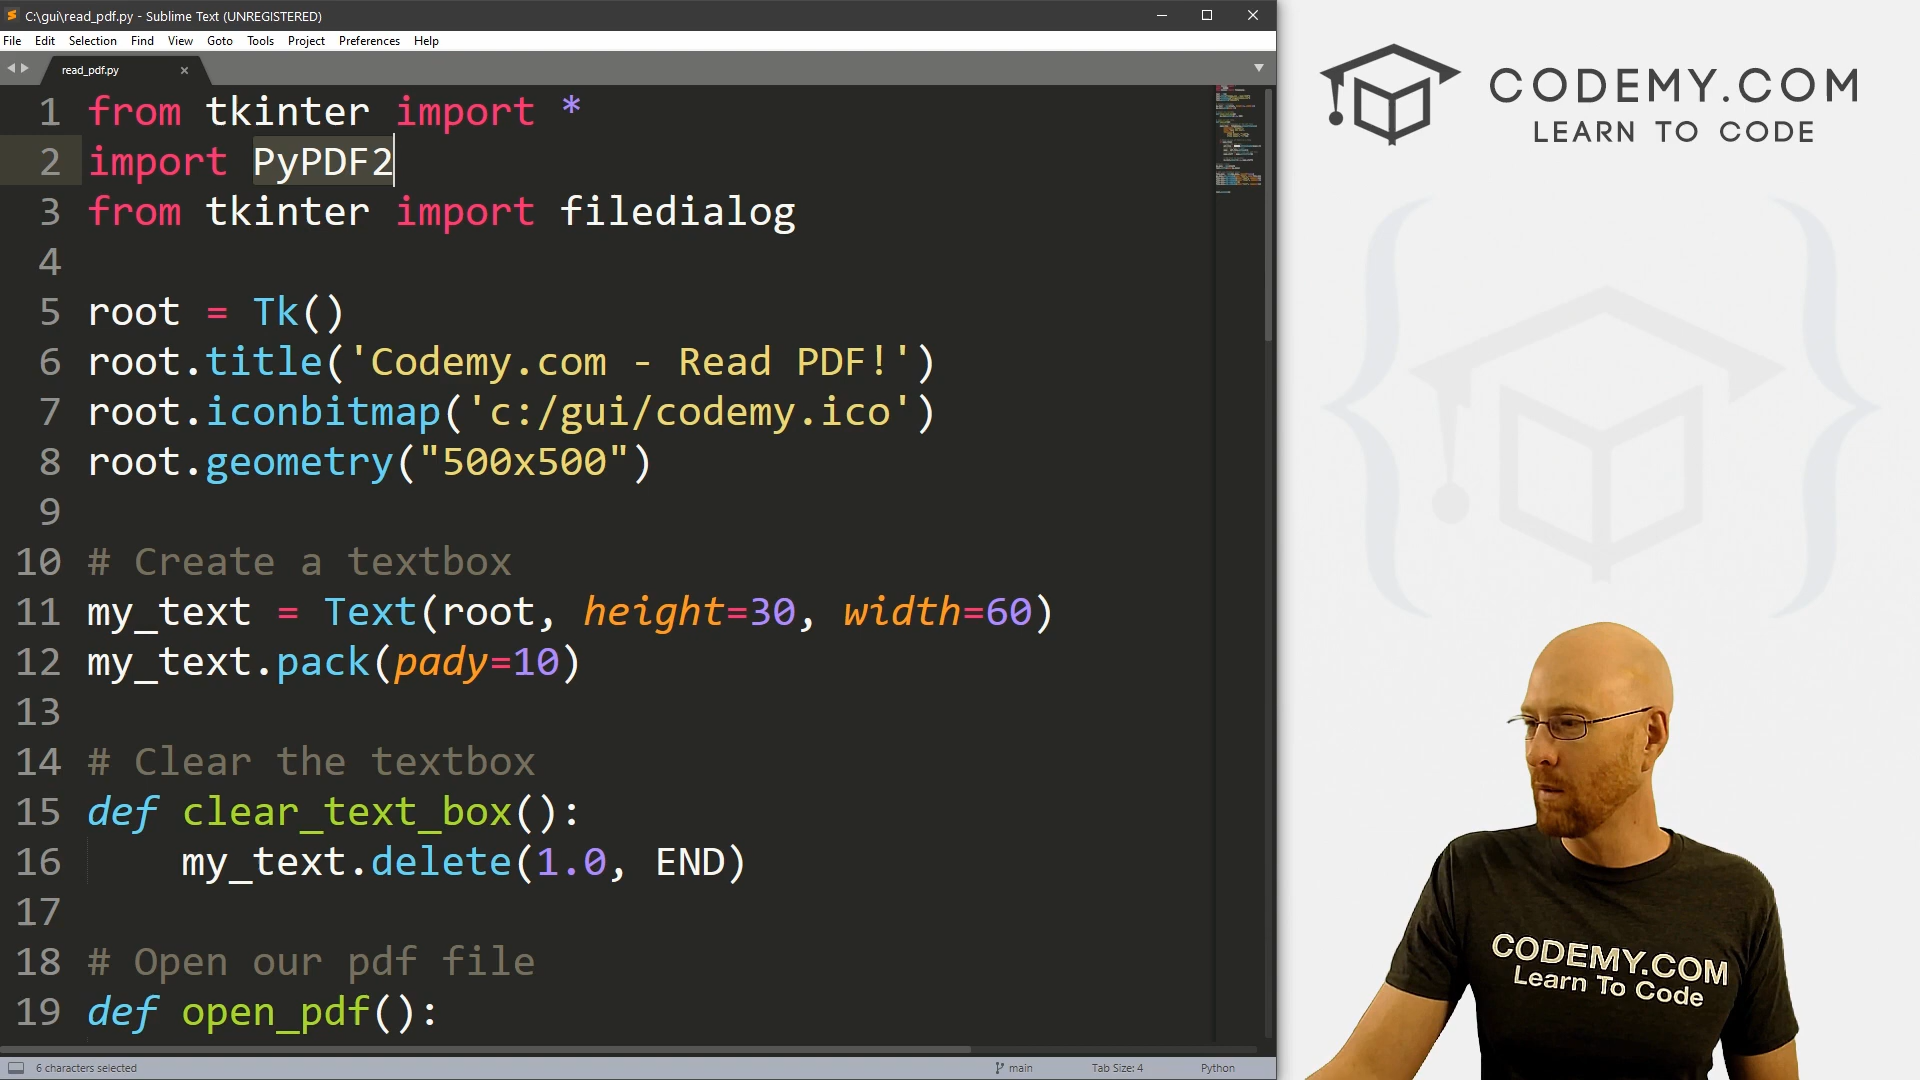 C:\gui\read_pdf.py - Sublime Text (UNREGISTERED)
File Edit Selection Find View Goto Tools Project Preferences Help
read_pdf.py
1 from tkinter import *
2 import PyPDF2
3 from tkinter import filedialog
4
5 root = Tk()
6 root.title('Codemy.com - Read PDF!')
7 root.iconbitmap('c:/gui/codemy.ico')
8 root.geometry("500x500")
9
10 # Create a textbox
11 my_text = Text(root, height=30, width=60)
12 my_text.pack(pady=10)
13
14 # Clear the textbox
15 def clear_text_box():
16 my_text.delete(1.0, END)
17
18 # Open our pdf file
19 def open_pdf():
6 characters selected
main
Tab Size: 4
Python
CODEMY.COM
LEARN TO CODE
CODEMY.COM
Learn To Code